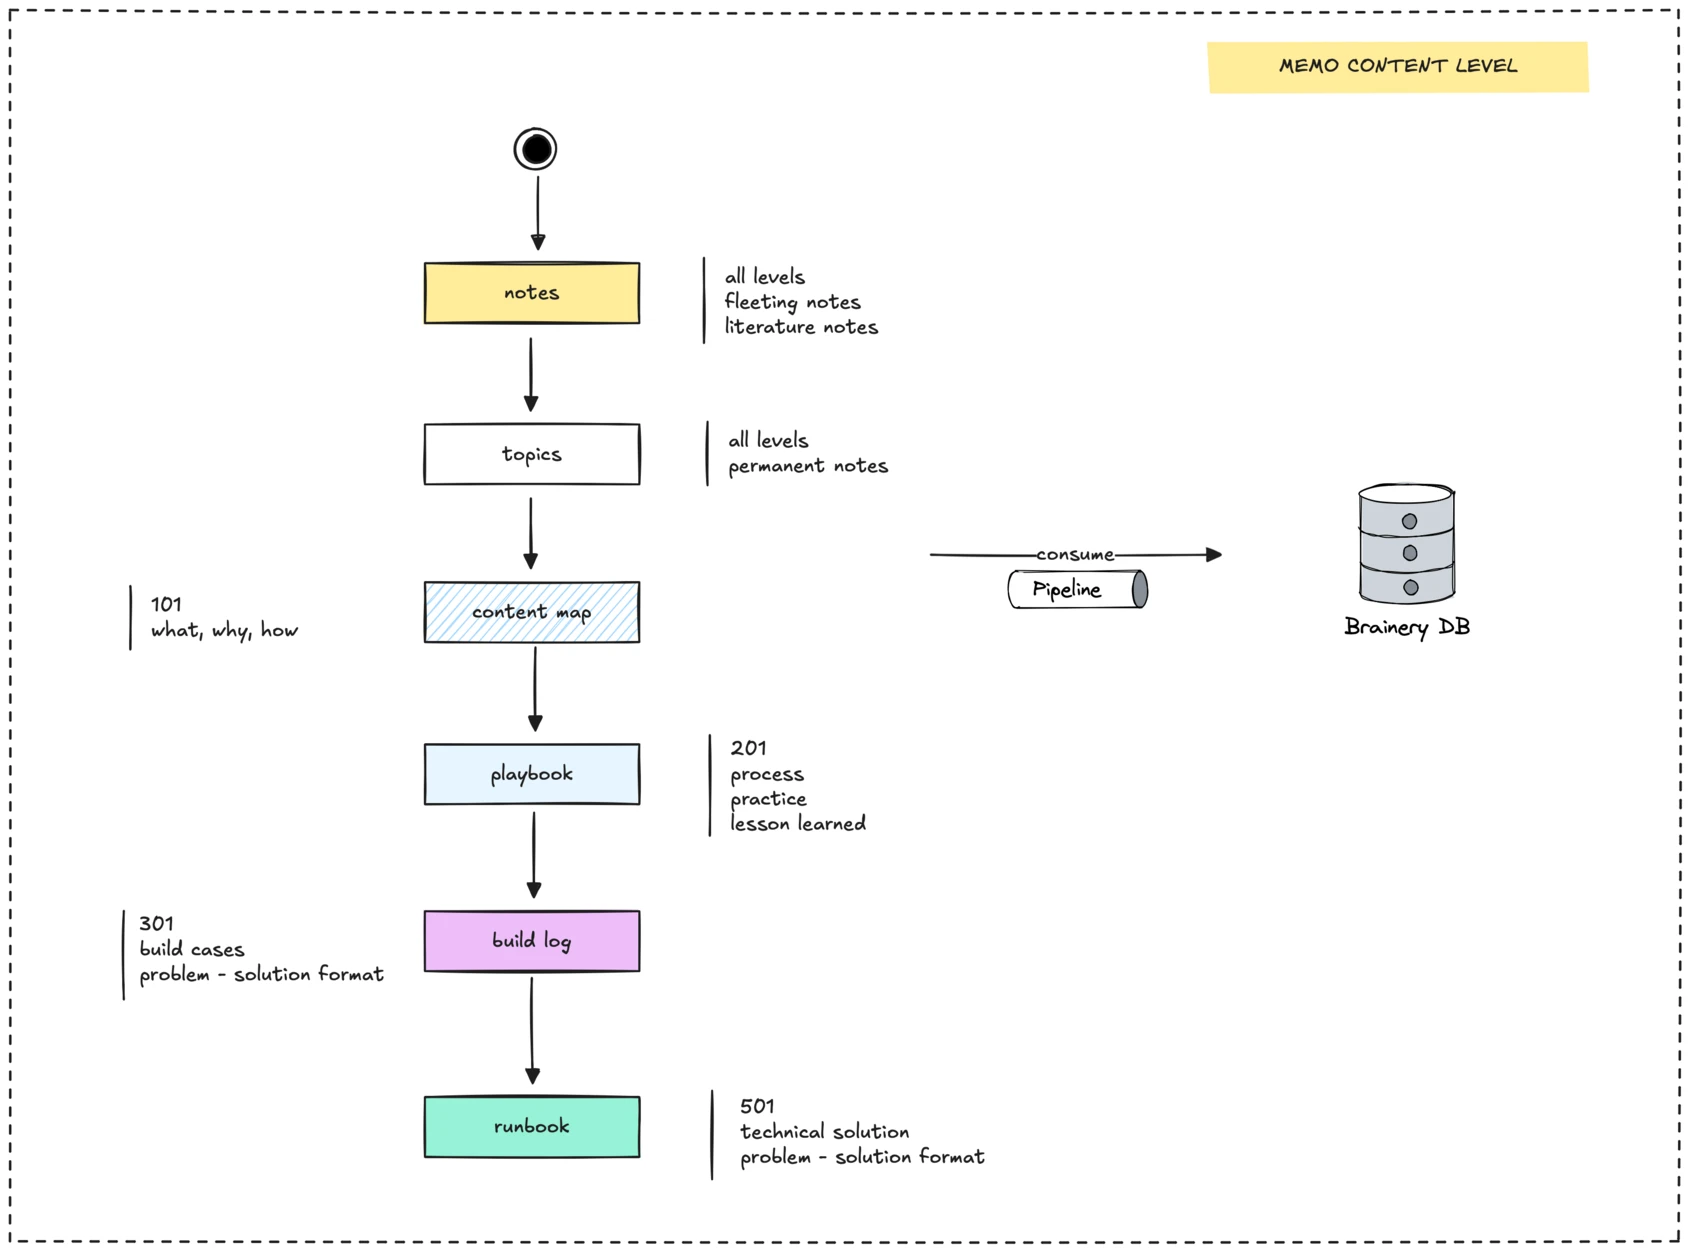 MEMO CONTENT LEVEL
notes
all levels
fleeting notes
literature notes
topics
all levels
permanent notes
consume
Pipeline
Brainery DB
101
what, why, how
content map
playbook
201
process
practice
lesson learned
301
build cases
problem - solution format
build log
runbook
501
technical solution
problem - solution format